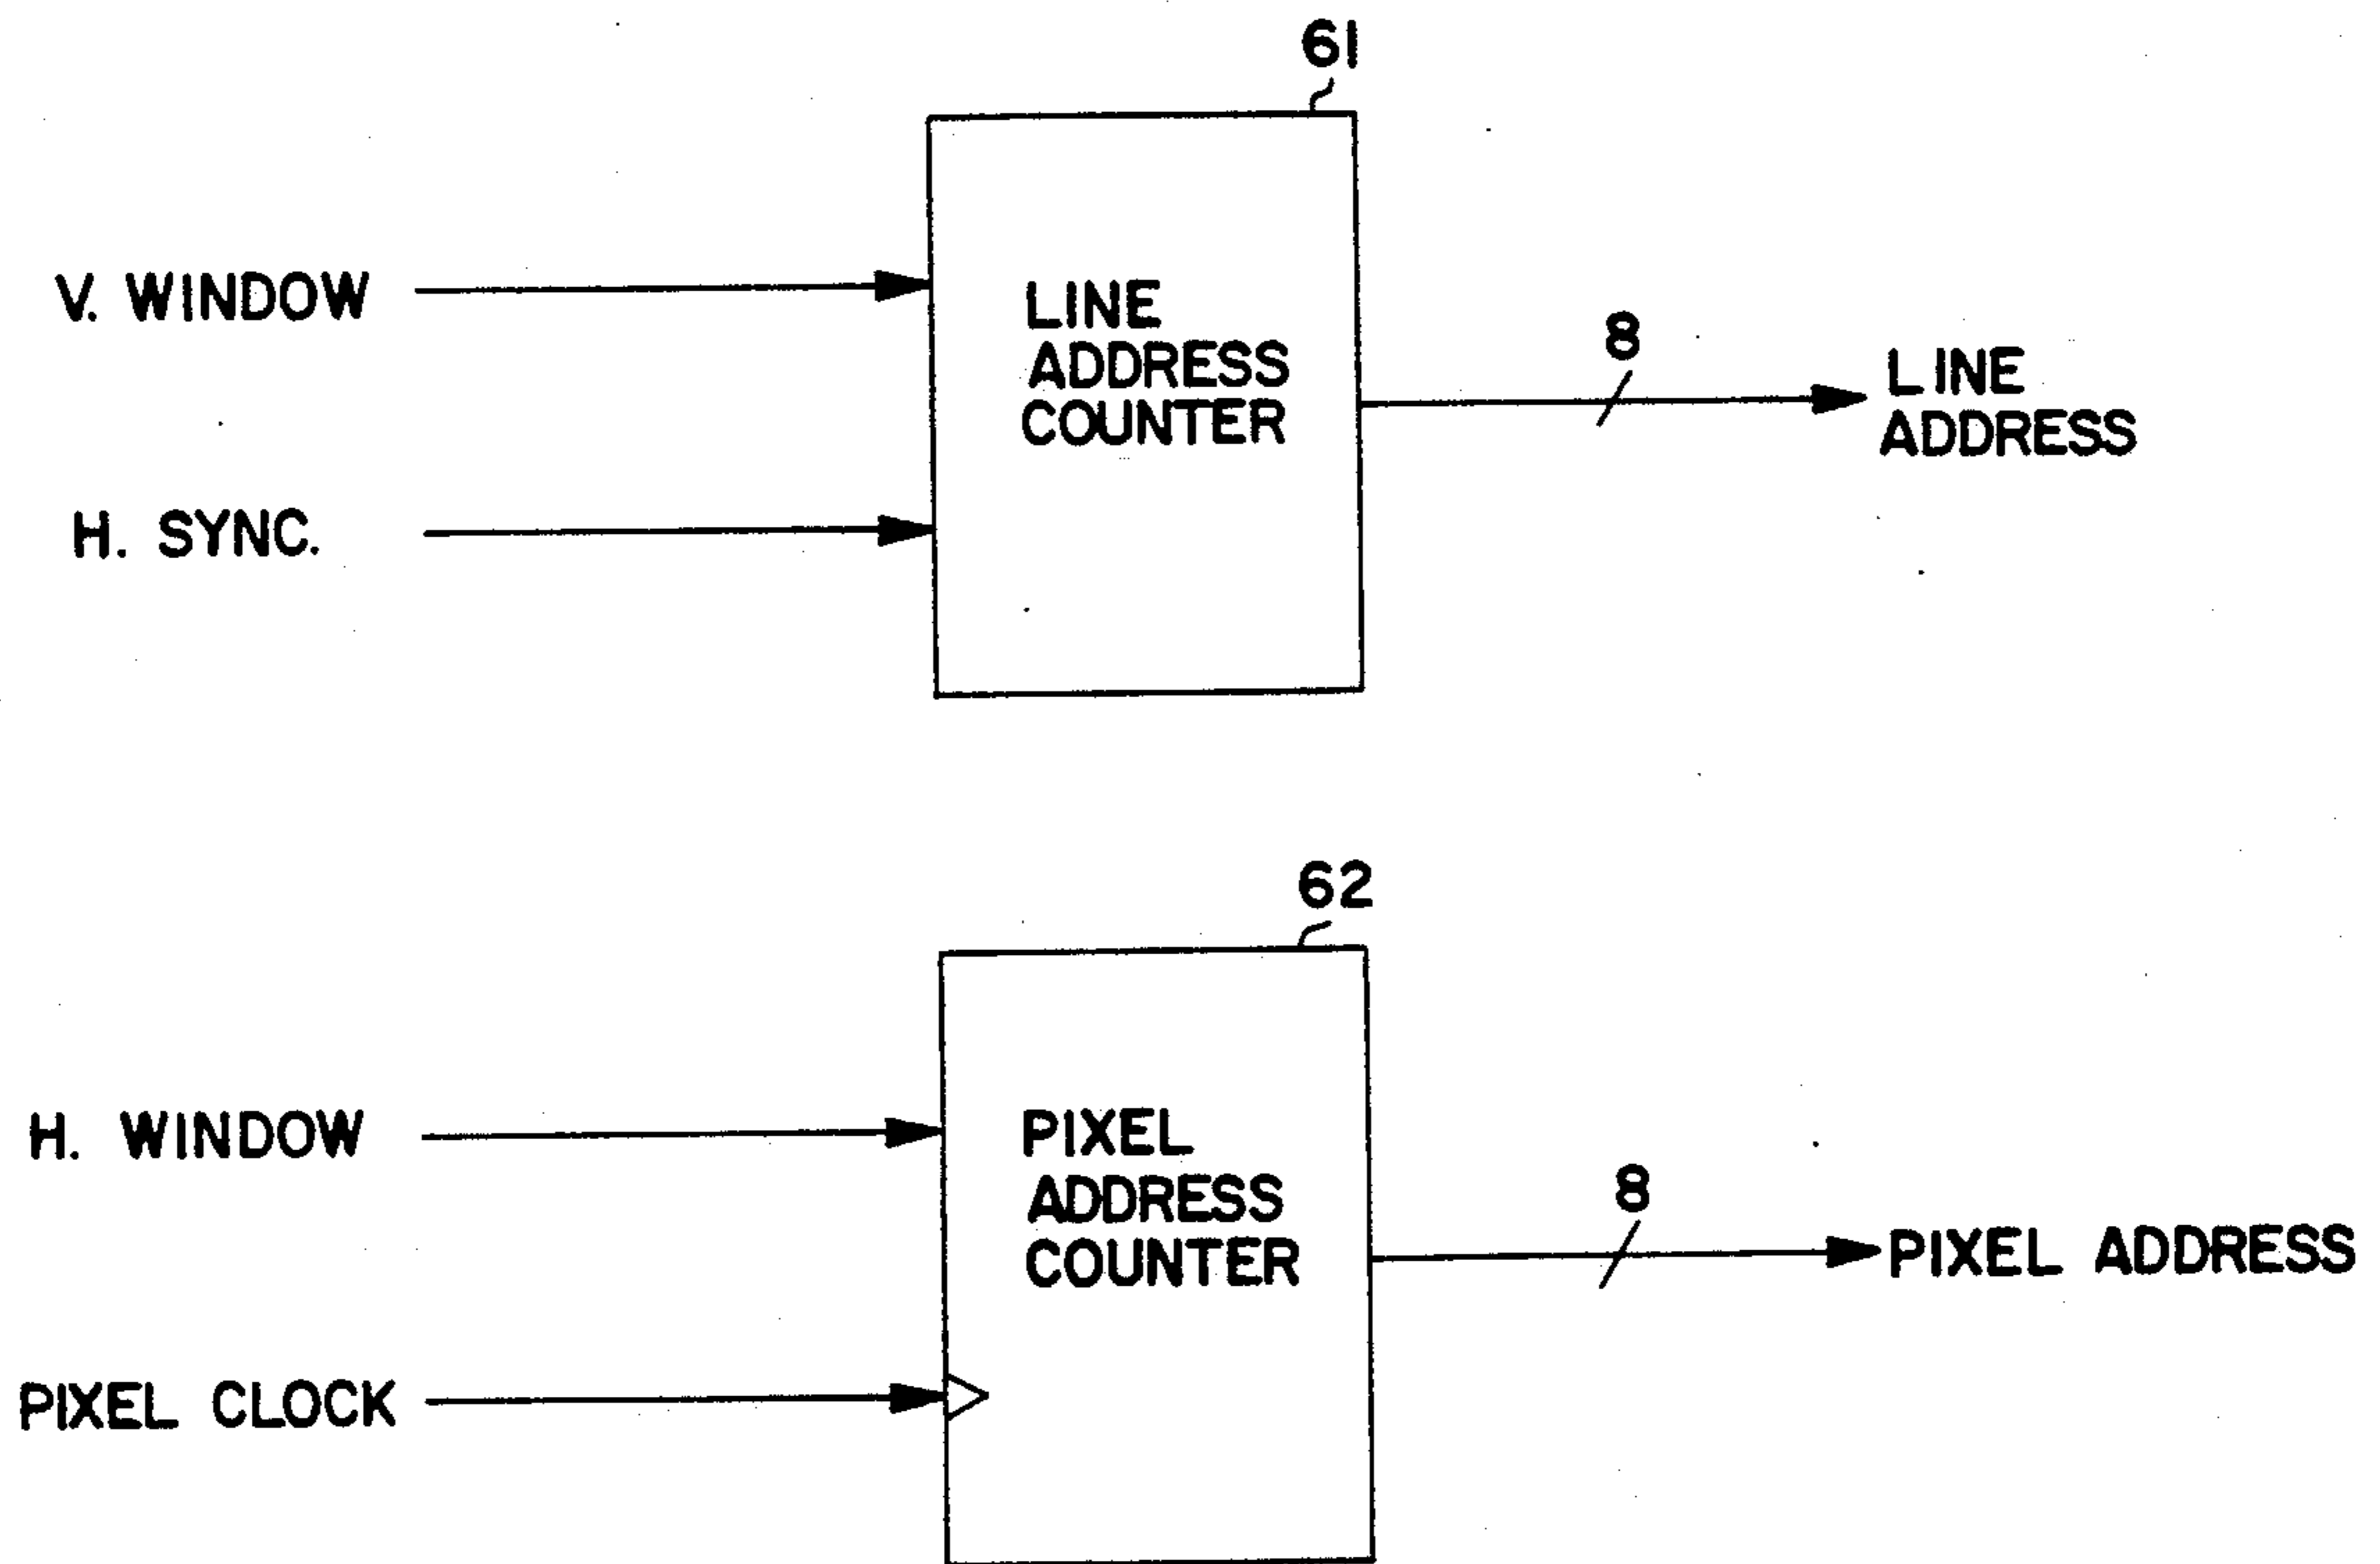 61
V. WINDOW
H. SYNC.
LINE
ADDRESS
COUNTER
8
LINE
ADDRESS
62
H. WINDOW
PIXEL CLOCK
PIXEL
ADDRESS
COUNTER
8
PIXEL ADDRESS